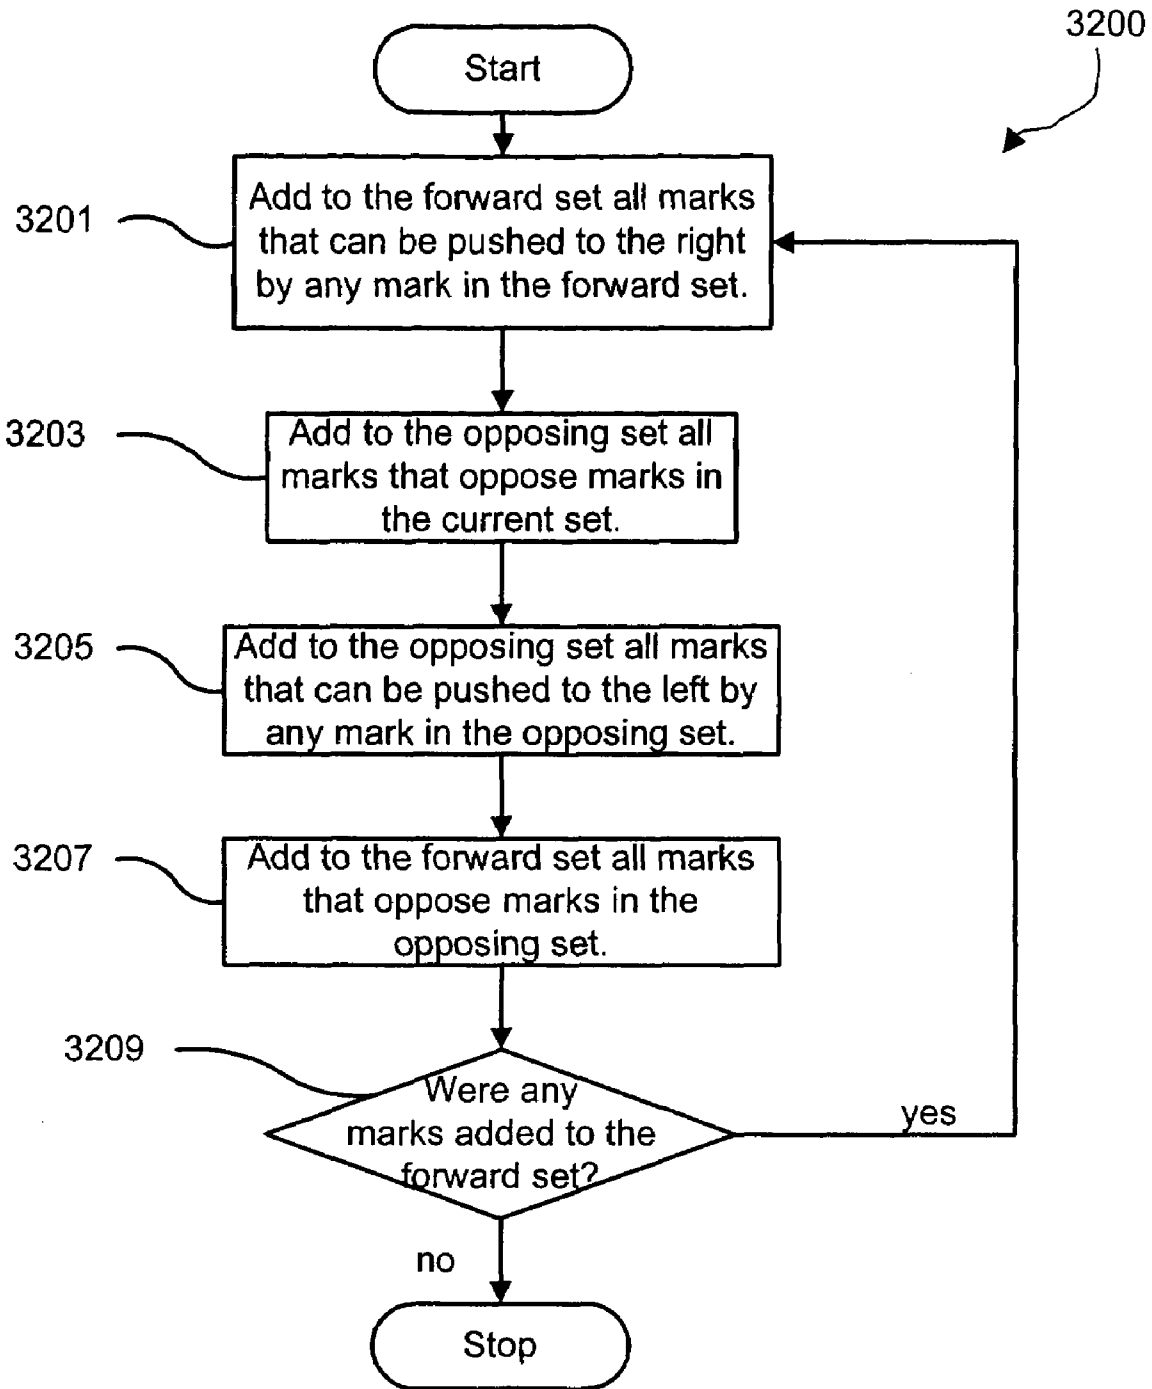 3200
Start
3201
Add to the forward set all marks
that can be pushed to the right
by any mark in the forward set.
3203
Add to the opposing set all
marks that oppose marks in
the current set.
3205
Add to the opposing set all marks
that can be pushed to the left by
any mark in the opposing set.
3207
Add to the forward set all marks
that oppose marks in the
opposing set.
3209
Were any
marks added to the
forward set?
yes
no
Stop